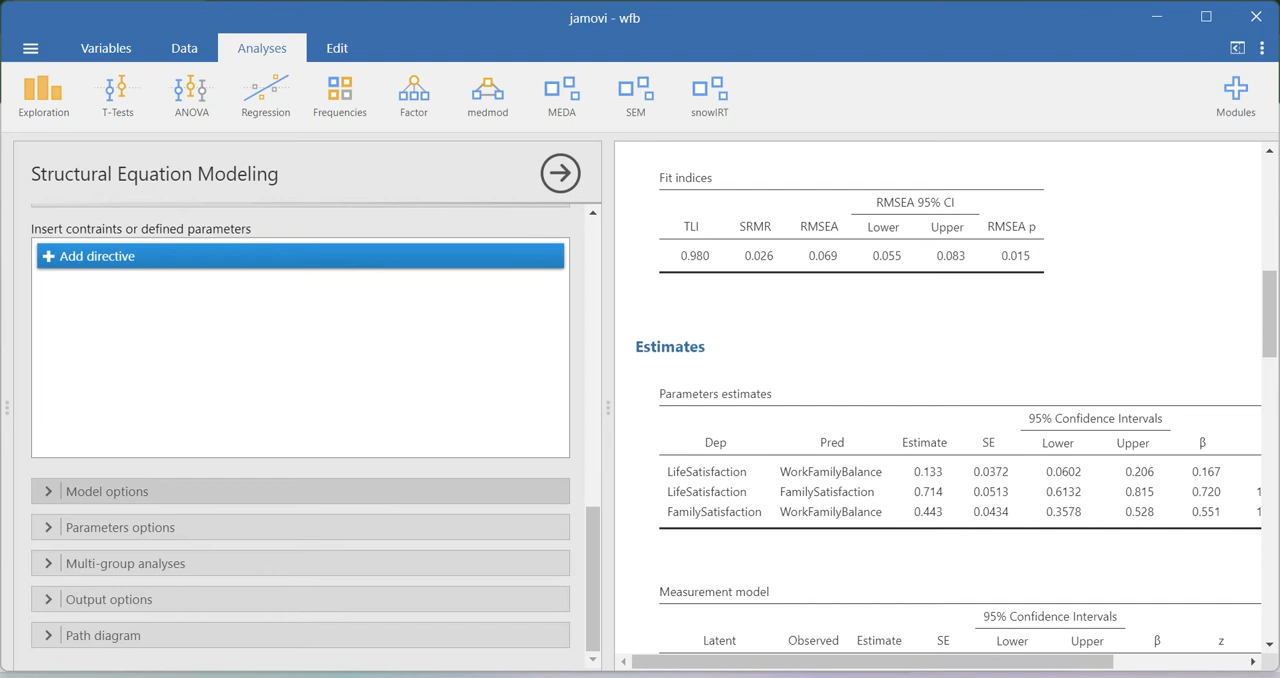 jamovi - wfb
Variables Data Analyses Edit
Exploration T-Tests ANOVA Regression Frequencies Factor medmod MEDA SEM snowIRT Modules
Structural Equation Modeling
Insert contraints or defined parameters
Add directive
Model options
Parameters options
Multi-group analyses
Output options
Path diagram
Fit indices
RMSEA 95% CI
TLI SRMR RMSEA Lower Upper RMSEA p
0.980 0.026 0.069 0.055 0.083 0.015
Estimates
Parameters estimates
95% Confidence Intervals
Dep Pred Estimate SE Lower Upper β
LifeSatisfaction WorkFamilyBalance 0.133 0.0372 0.0602 0.206 0.167
LifeSatisfaction FamilySatisfaction 0.714 0.0513 0.6132 0.815 0.720 1
FamilySatisfaction WorkFamilyBalance 0.443 0.0434 0.3578 0.528 0.551 1
Measurement model
95% Confidence Intervals
Latent Observed Estimate SE Lower Upper β z